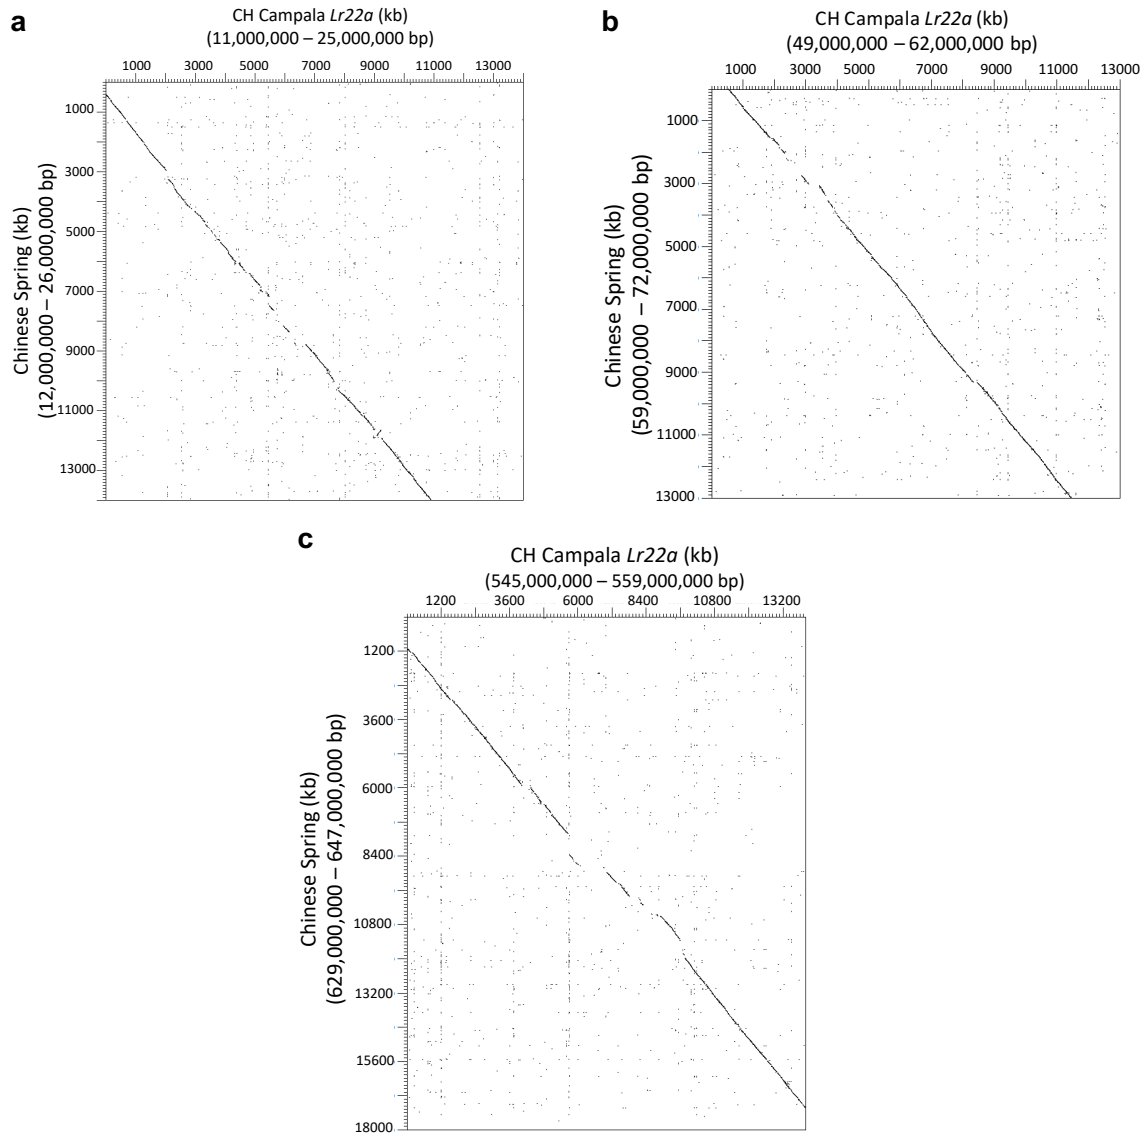 a
CH Campala Lr22a (kb)
(11,000,000 – 25,000,000 bp)
1000 3000 5000 7000 9000 11000 13000
Chinese Spring (kb)
(12,000,000 – 26,000,000 bp)
1000
3000
5000
7000
9000
11000
13000
b
CH Campala Lr22a (kb)
(49,000,000 – 62,000,000 bp)
1000 3000 5000 7000 9000 11000 13000
Chinese Spring (kb)
(59,000,000 – 72,000,000 bp)
1000
3000
5000
7000
9000
11000
13000
c
CH Campala Lr22a (kb)
(545,000,000 – 559,000,000 bp)
1200 3600 6000 8400 10800 13200
Chinese Spring (kb)
(629,000,000 – 647,000,000 bp)
1200
3600
6000
8400
10800
13200
15600
18000